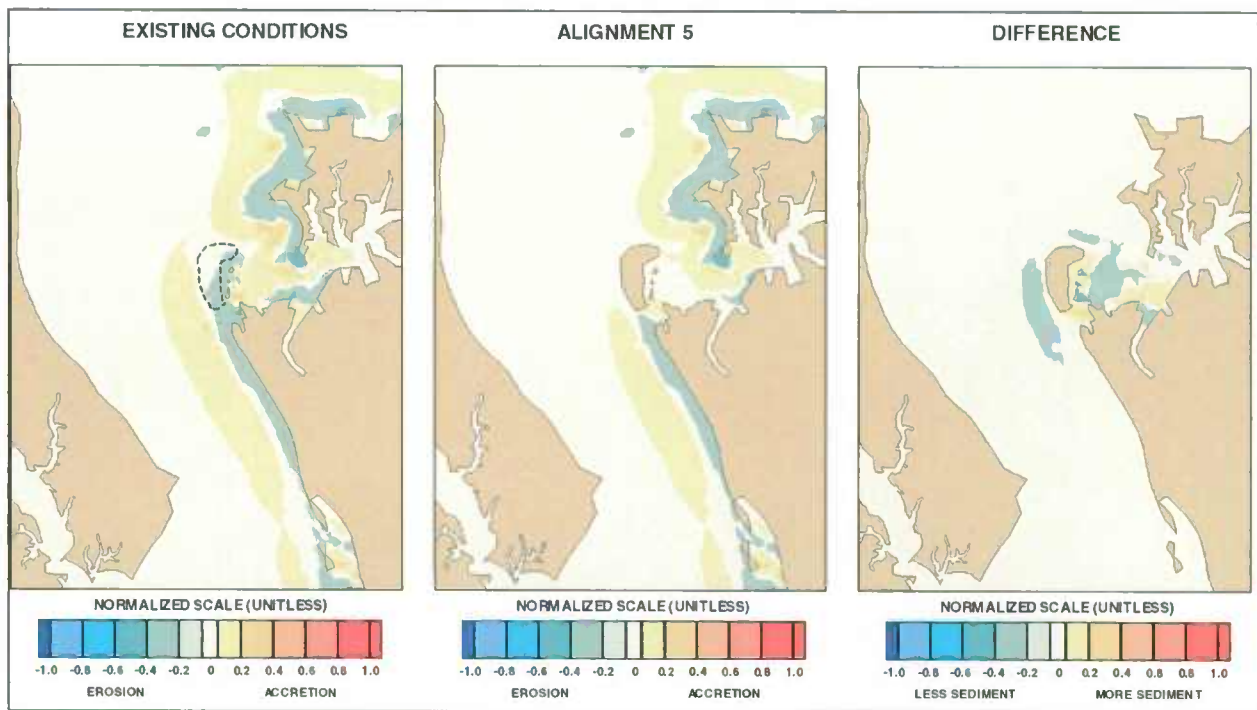 EXISTING CONDITIONS
ALIGNMENT 5
DIFFERENCE
NORMALIZED SCALE (UNITLESS)
-1.0 -0.8 -0.6 -0.4 -0.2 0 0.2 0.4 0.6 0.8 1.0
EROSION ACCRETION
NORMALIZED SCALE (UNITLESS)
-1.0 -0.8 -0.6 -0.4 -0.2 0 0.2 0.4 0.6 0.8 1.0
EROSION ACCRETION
NORMALIZED SCALE (UNITLESS)
-1.0 -0.8 -0.6 -0.4 -0.2 0 0.2 0.4 0.6 0.8 1.0
LESS SEDIMENT MORE SEDIMENT